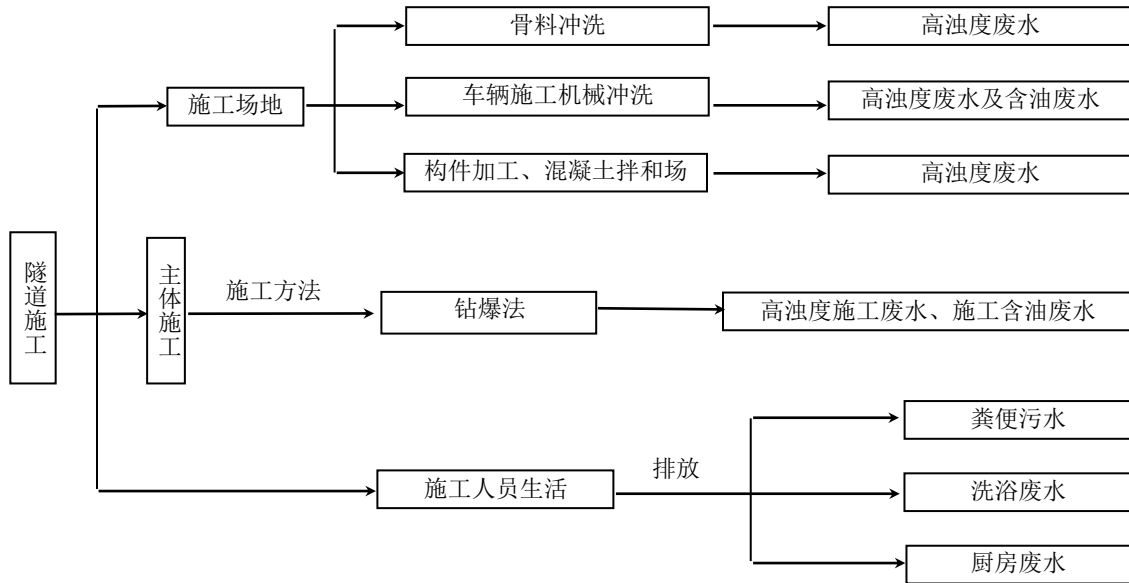 骨料冲洗
高浊度废水
施工场地
车辆施工机械冲洗
高浊度废水及含油废水
构件加工、混凝土拌和场
高浊度废水
隧道施工
主体施工
施工方法
钻爆法
高浊度施工废水、施工含油废水
施工人员生活
排放
粪便污水
洗浴废水
厨房废水